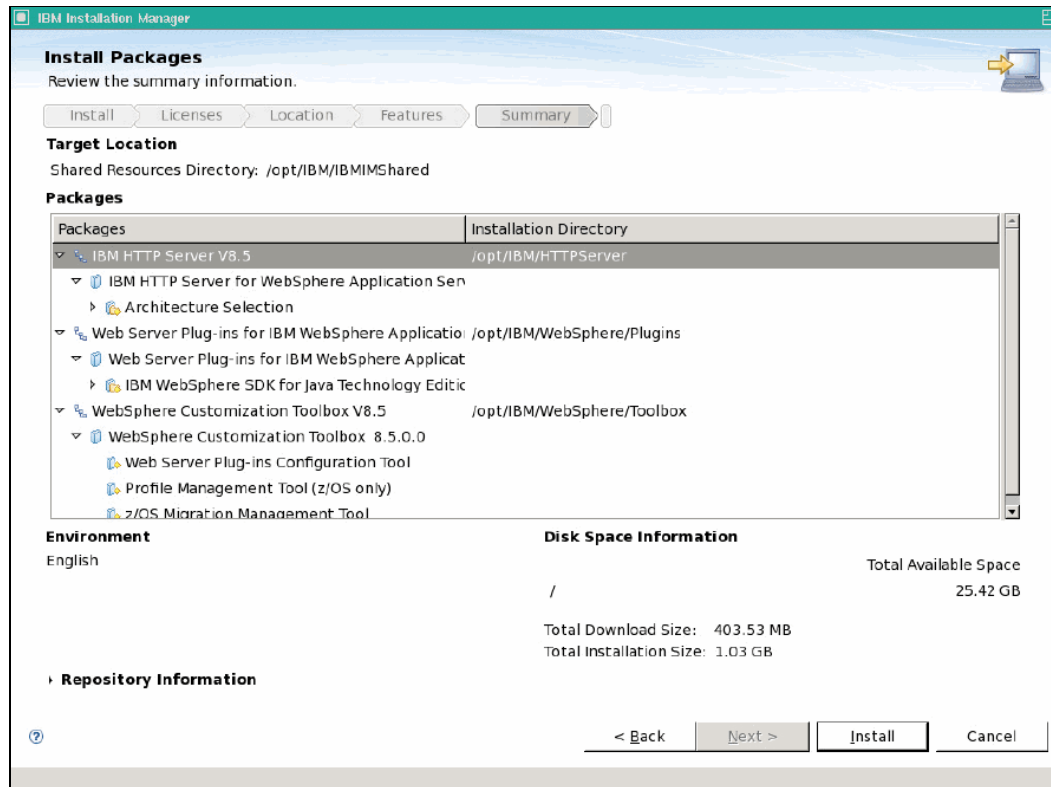 IBM Installation Manager
Install Packages
Review the summary information.
Install Licenses Location Features Summary
Target Location
Shared Resources Directory: /opt/IBM/IBMIMShared
Packages
Packages Installation Directory
IBM HTTP Server V8.5 /opt/IBM/HTTPServer
IBM HTTP Server for WebSphere Application Serv
Architecture Selection
Web Server Plug-ins for IBM WebSphere Applicatio /opt/IBM/WebSphere/Plugins
Web Server Plug-ins for IBM WebSphere Applicat
IBM WebSphere SDK for Java Technology Editic
WebSphere Customization Toolbox V8.5 /opt/IBM/WebSphere/Toolbox
WebSphere Customization Toolbox 8.5.0.0
Web Server Plug-ins Configuration Tool
Profile Management Tool (z/OS only)
z/OS Migration Management Tool
Environment Disk Space Information
English Total Available Space
/ 25.42 GB
Total Download Size: 403.53 MB
Total Installation Size: 1.03 GB
Repository Information
? < Back Next > Install Cancel